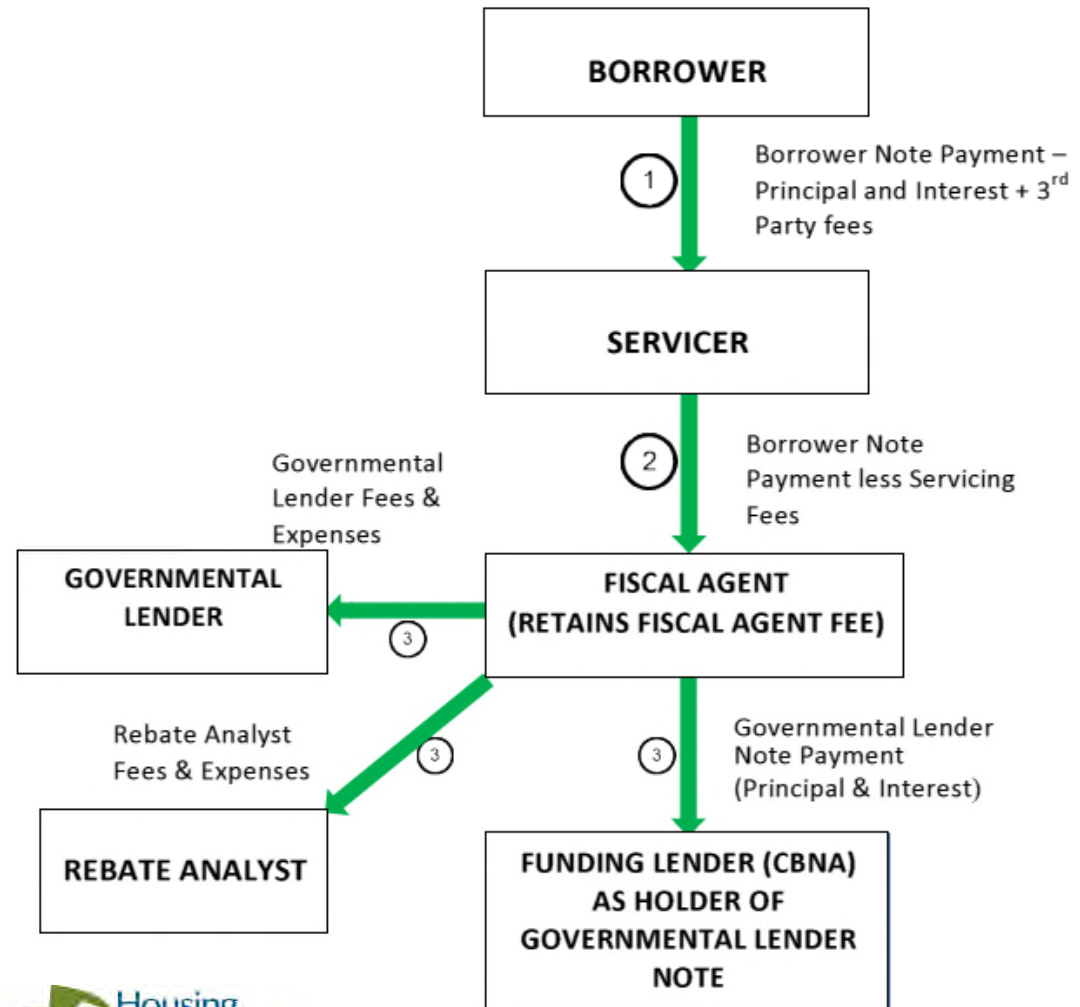 BORROWER
1
Borrower Note Payment –
Principal and Interest + 3rd
Party fees
SERVICER
2
Borrower Note
Payment less Servicing
Fees
Governmental
Lender Fees &
Expenses
GOVERNMENTAL
LENDER
3
FISCAL AGENT
(RETAINS FISCAL AGENT FEE)
Rebate Analyst
Fees & Expenses
3
3
Governmental Lender
Note Payment
(Principal & Interest)
REBATE ANALYST
FUNDING LENDER (CBNA)
AS HOLDER OF
GOVERNMENTAL LENDER
NOTE
Housing